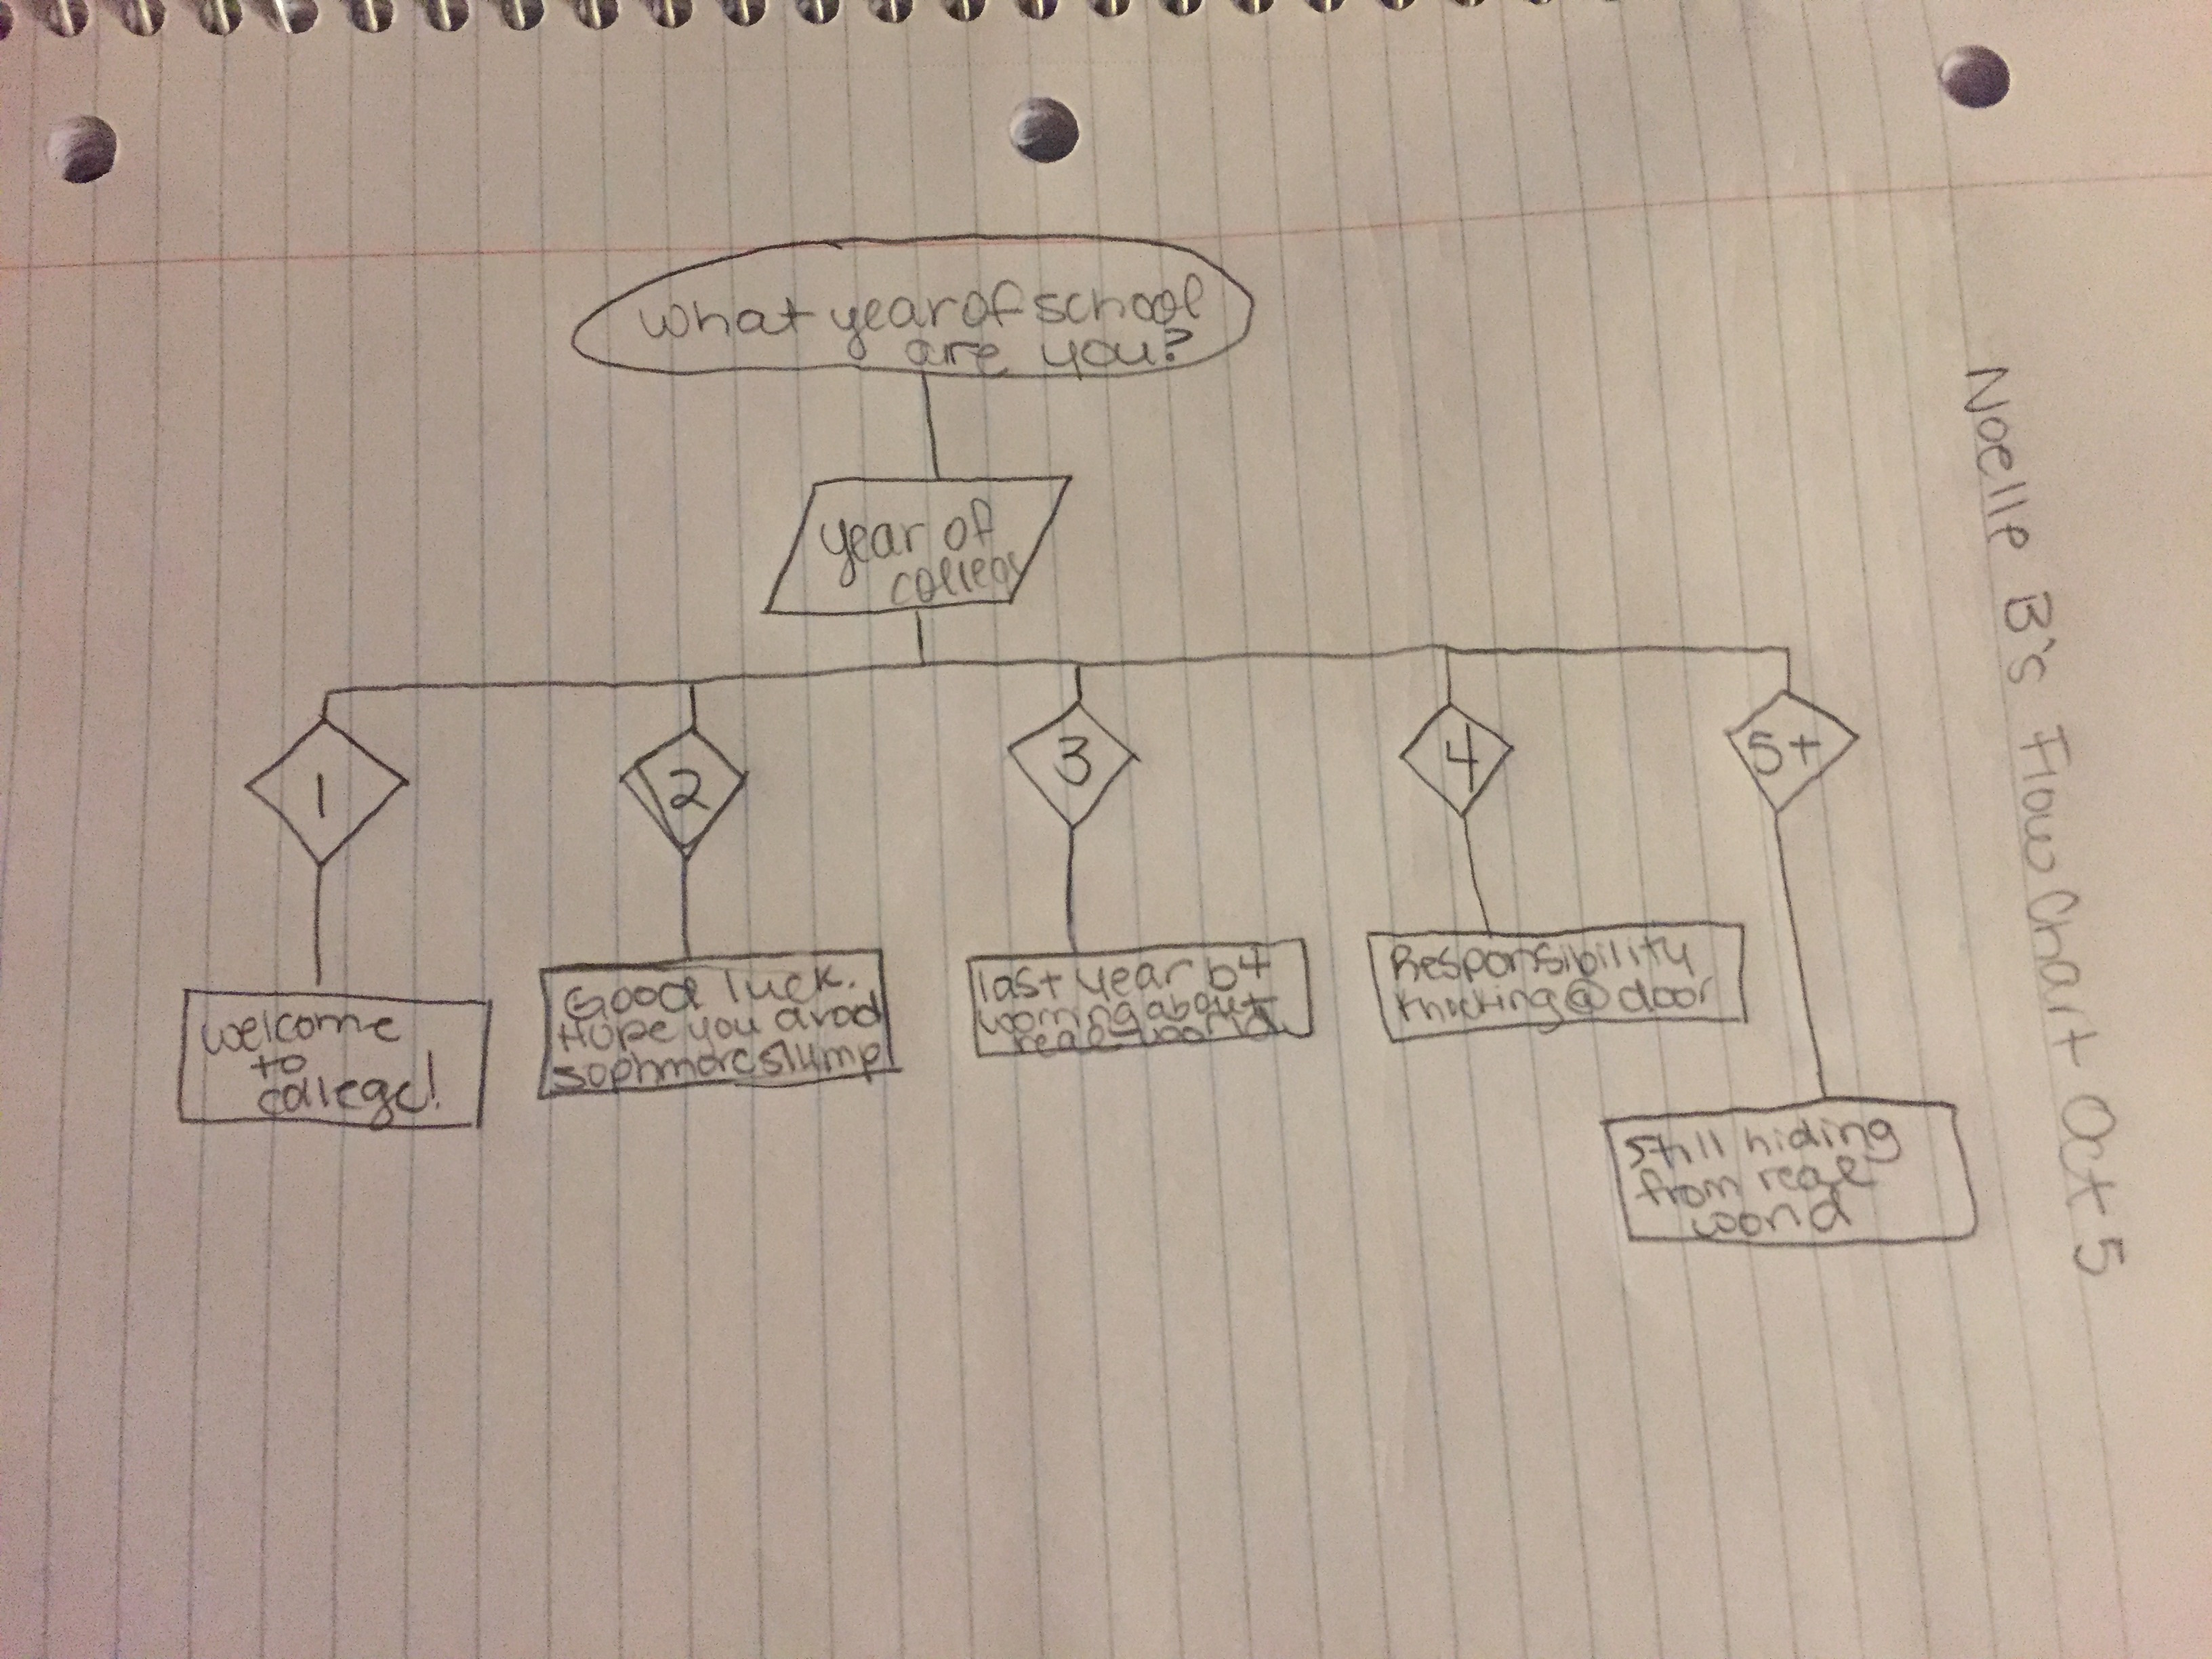 what year of school
are you?
year of
college
1
2
3
4
5+
welcome
to
college!
Good luck.
Hope you avoid
sophmore slump
last year b4
worring about
real-world
Responsibility
knocking @ door
Still hiding
from real
world
Noelle B's Flow Chart Oct 5